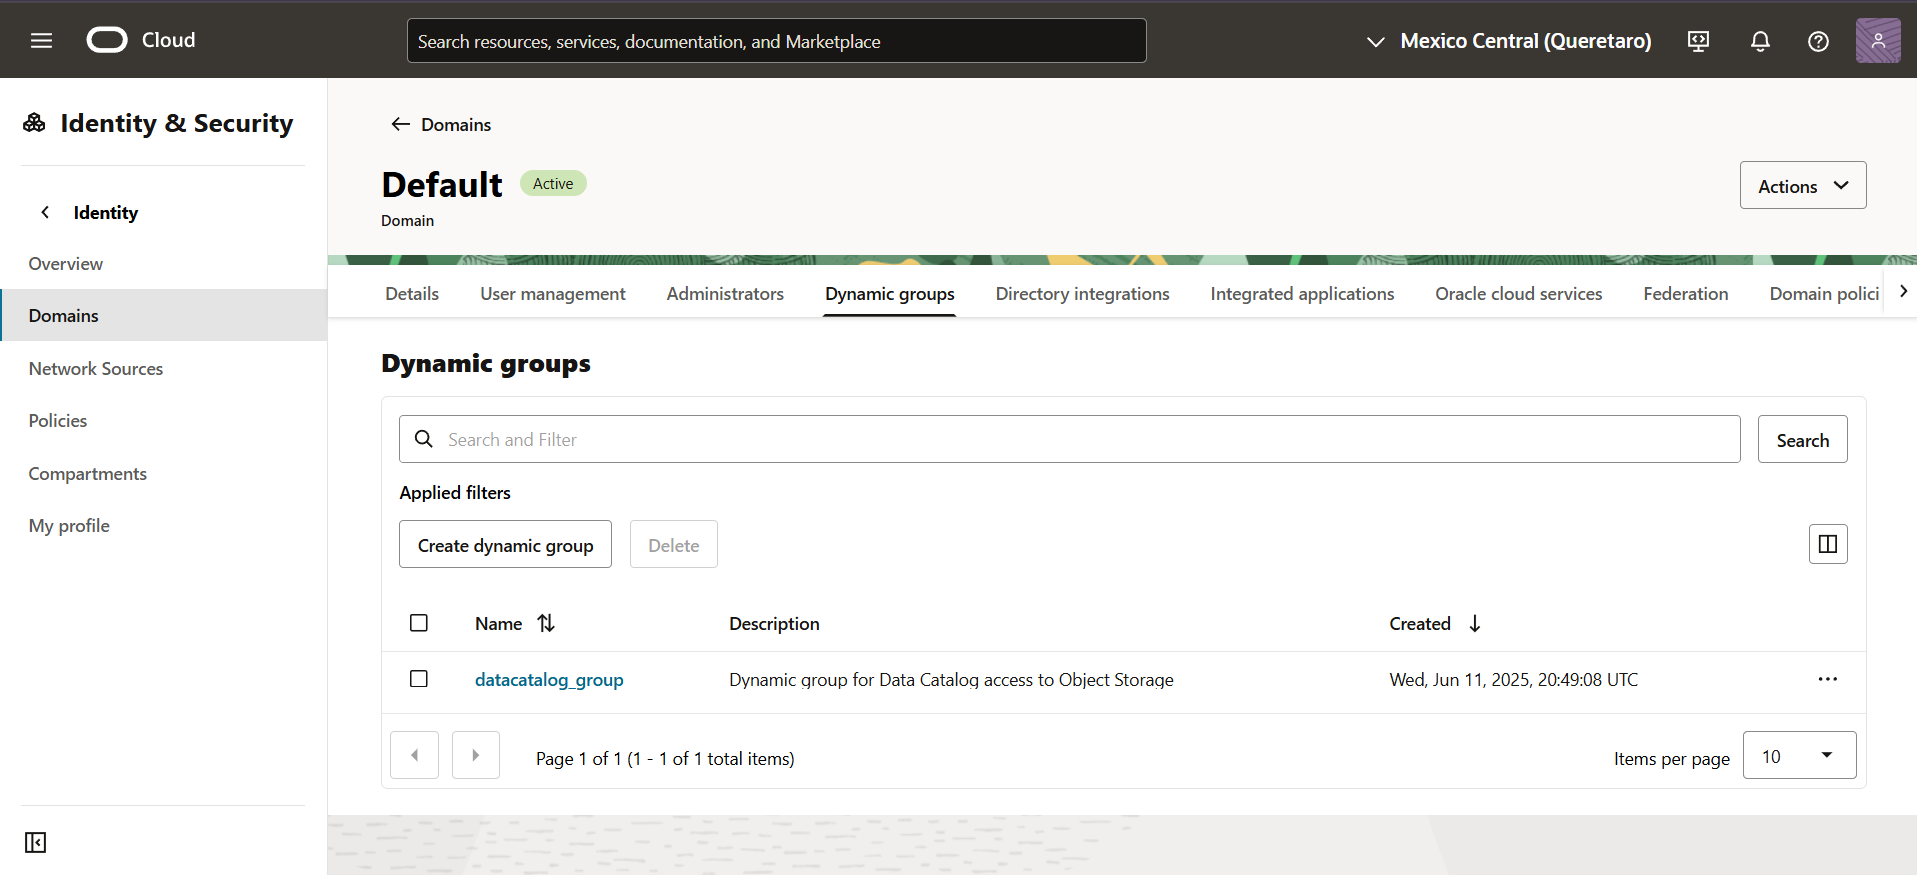 Cloud
Search resources, services, documentation, and Marketplace
Mexico Central (Queretaro)
Identity & Security
Identity
Overview
Domains
Network Sources
Policies
Compartments
My profile
Domains
Default Active
Domain
Actions
Details User management Administrators Dynamic groups Directory integrations Integrated applications Oracle cloud services Federation Domain polici
Dynamic groups
Search and Filter
Search
Applied filters
Create dynamic group Delete
Name Description Created
datacatalog_group Dynamic group for Data Catalog access to Object Storage Wed, Jun 11, 2025, 20:49:08 UTC
Page 1 of 1 (1 - 1 of 1 total items) Items per page 10